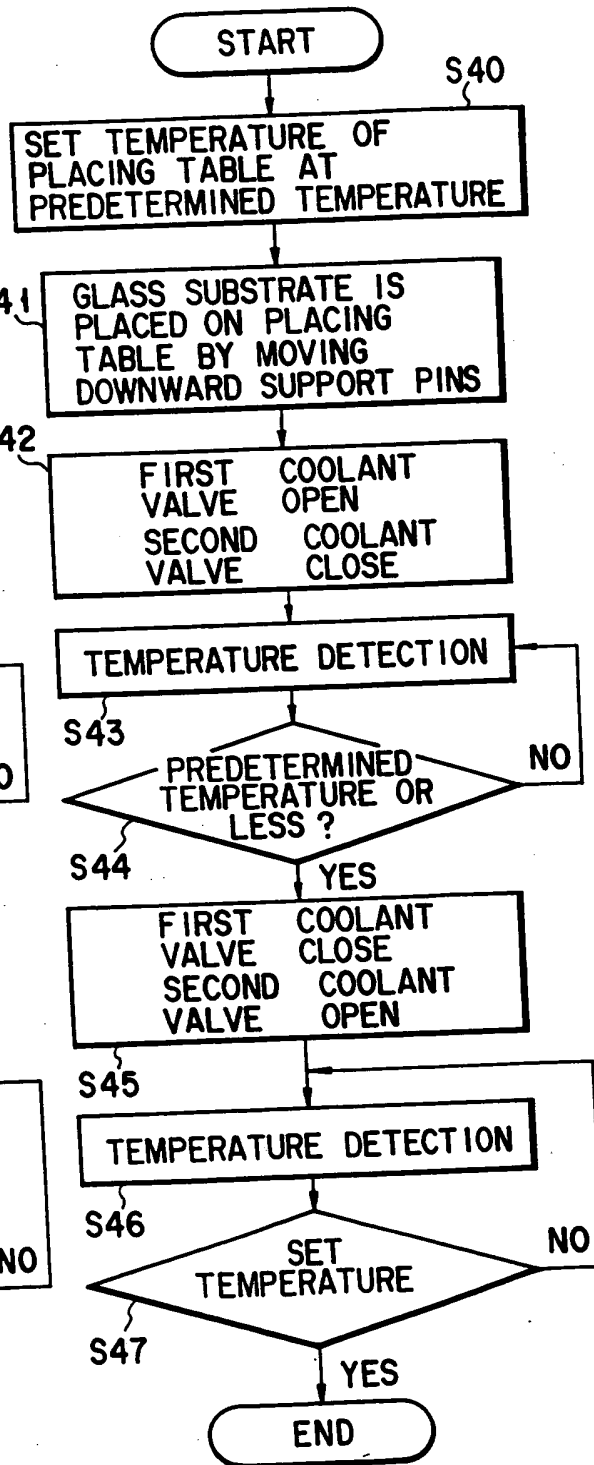 START
S40
SET TEMPERATURE OF
PLACING TABLE AT
PREDETERMINED TEMPERATURE
41
GLASS SUBSTRATE IS
PLACED ON PLACING
TABLE BY MOVING
DOWNWARD SUPPORT PINS
42
FIRST COOLANT
VALVE OPEN
SECOND COOLANT
VALVE CLOSE
TEMPERATURE DETECTION
S43
PREDETERMINED
TEMPERATURE OR
LESS ?
NO
S44
YES
FIRST COOLANT
VALVE CLOSE
SECOND COOLANT
VALVE OPEN
S45
TEMPERATURE DETECTION
S46
NO
SET
TEMPERATURE
NO
S47
YES
END